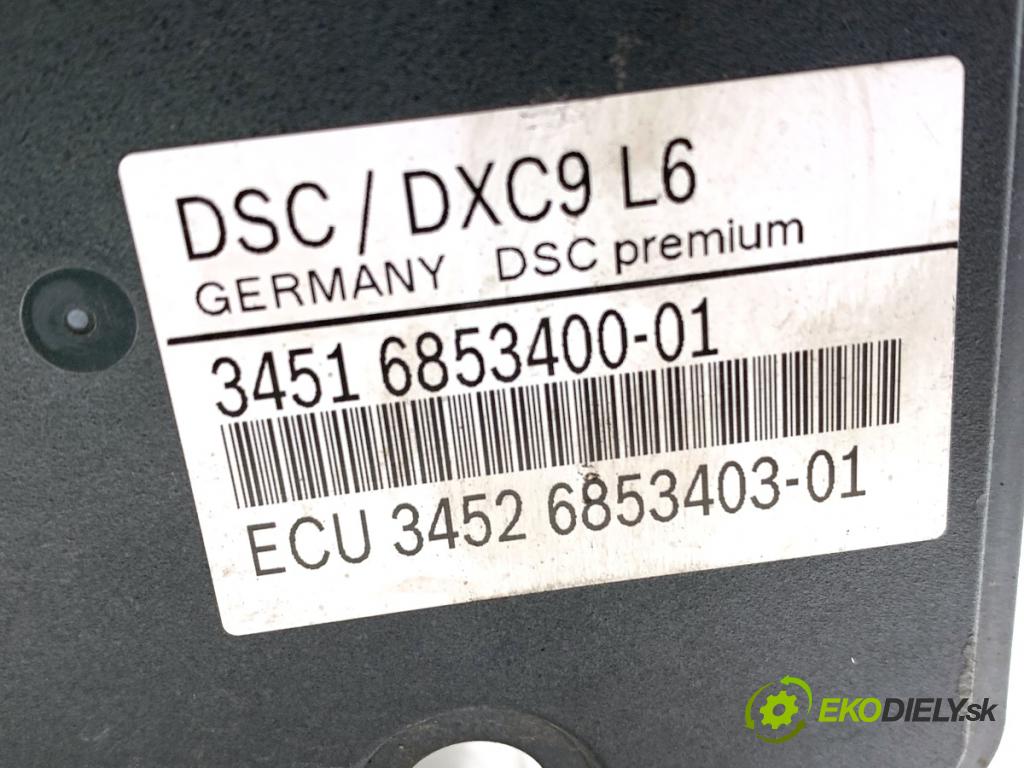 DSC / DXC9 L6
GERMANY DSC premium
3451 6853400-01
ECU 3452 6853403-01
EKODIELY.sk